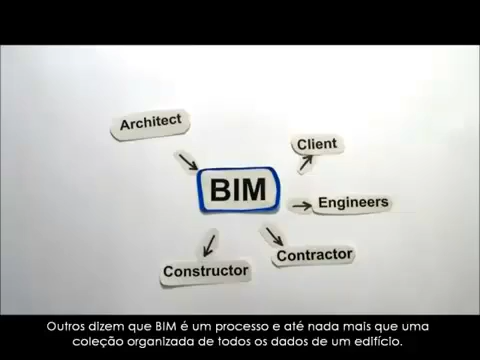 Architect
Client
BIM
Engineers
Contractor
Constructor
Outros dizem que BIM é um processo e até nada mais que uma
coleção organizada de todos os dados de um edifício.